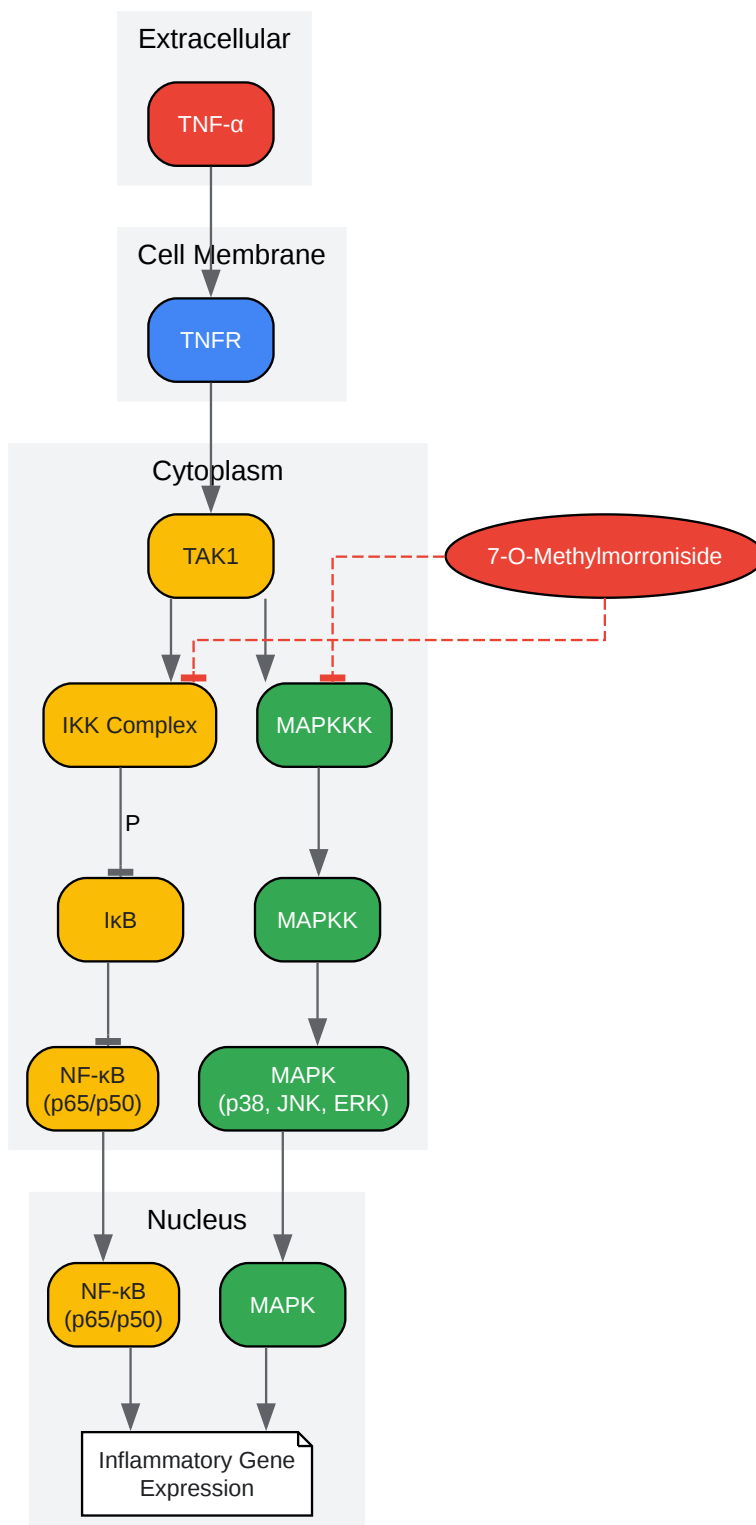 Extracellular
TNF-α
Cell Membrane
TNFR
Cytoplasm
TAK1
7-O-Methylmorroniside
IKK Complex
MAPKKK
P
IκB
MAPKK
NF-κB
(p65/p50)
MAPK
(p38, JNK, ERK)
Nucleus
NF-κB
(p65/p50)
MAPK
Inflammatory Gene
Expression